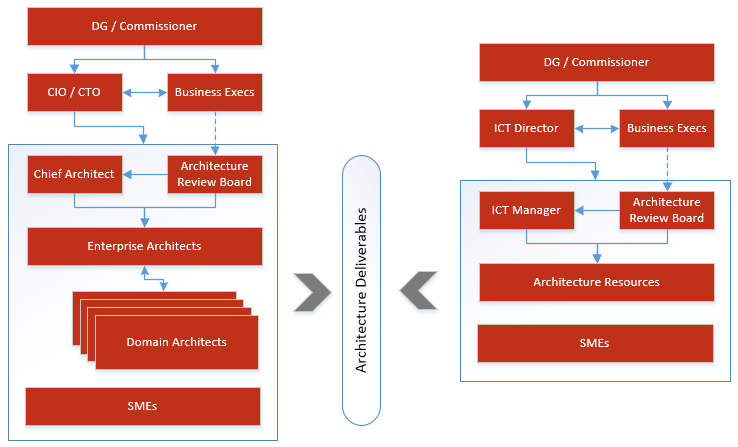 DG / Commissioner
CIO / CTO
Business Execs
Chief Architect
Architecture
Review Board
Enterprise Architects
Domain Architects
SMEs
Architecture Deliverables
DG / Commissioner
ICT Director
Business Execs
ICT Manager
Architecture
Review Board
Architecture Resources
SMEs